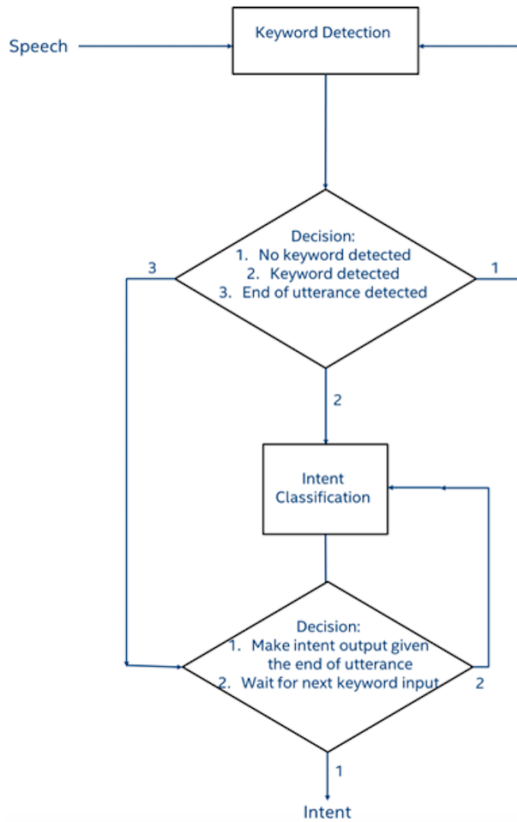 Keyword Detection
Speech
Decision:
1. No keyword detected
2. Keyword detected
3. End of utterance detected
3
1
2
Intent
Classification
Decision:
1. Make intent output given
the end of utterance
2. Wait for next keyword input
2
1
Intent